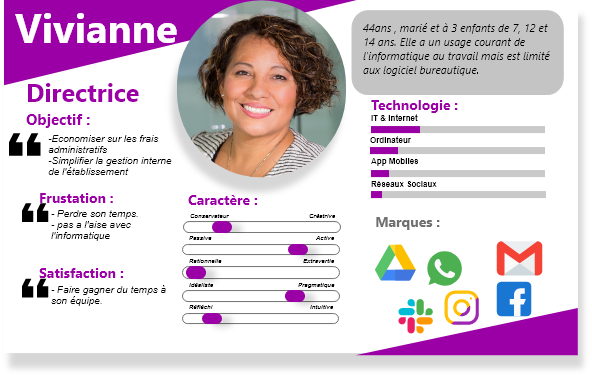 Vivianne
44ans , marié et à 3 enfants de 7, 12 et
14 ans. Elle a un usage courant de
l'informatique au travail mais est limité
aux logiciel bureautique.
Directrice
Objectif :
-Economiser sur les frais
administratifs
-Simplifier la gestion interne
de l'établissement
Frustation :
- Perdre son temps.
- pas a l'aise avec
l'informatique
Satisfaction :
- Faire gagner du temps à
son équipe.
Caractère :
Conservateur Créatrive
Passive Active
Rationnelle Extravertie
Idéaliste Pragmatique
Réfléchi Intuitive
Technologie :
IT & Internet
Ordinateur
App Mobiles
Réseaux Sociaux
Marques :